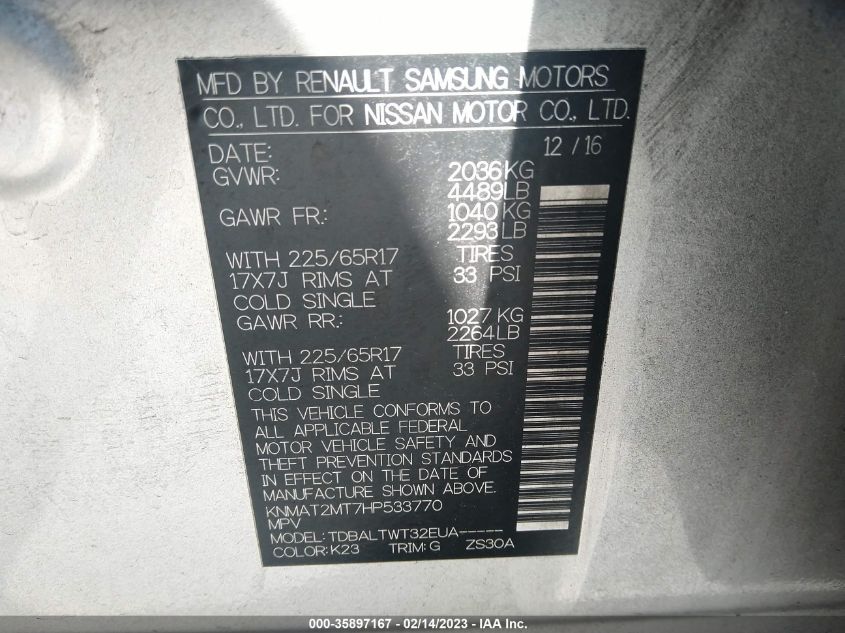 MFD BY RENAULT SAMSUNG MOTORS
CO., LTD. FOR NISSAN MOTOR CO., LTD.
DATE: 12 / 16
GVWR: 2036KG
4489LB
GAWR FR.: 1040 KG
2293LB
WITH 225/65R17 TIRES
17X7J RIMS AT 33 PSI
COLD SINGLE
GAWR RR.: 1027 KG
2264LB
WITH 225/65R17 TIRES
17X7J RIMS AT 33 PSI
COLD SINGLE
THIS VEHICLE CONFORMS TO
ALL APPLICABLE FEDERAL
MOTOR VEHICLE SAFETY AND
THEFT PREVENTION STANDARDS
IN EFFECT ON THE DATE OF
MANUFACTURE SHOWN ABOVE.
KNMAT2MT7HP533770
MPV
MODEL: TDBALTWT32EUA-----
COLOR:K23 TRIM:G ZS30A
000-35897167 - 02/14/2023 - IAA Inc.